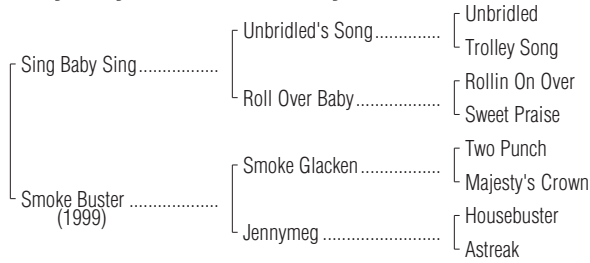 Unbridled
Unbridled's Song..............
Trolley Song
Sing Baby Sing.................
Rollin On Over
Roll Over Baby..................
Sweet Praise
Two Punch
Smoke Glacken.................
Majesty's Crown
Smoke Buster ...................
(1999)
Housebuster
Jennymeg .........................
Astreak